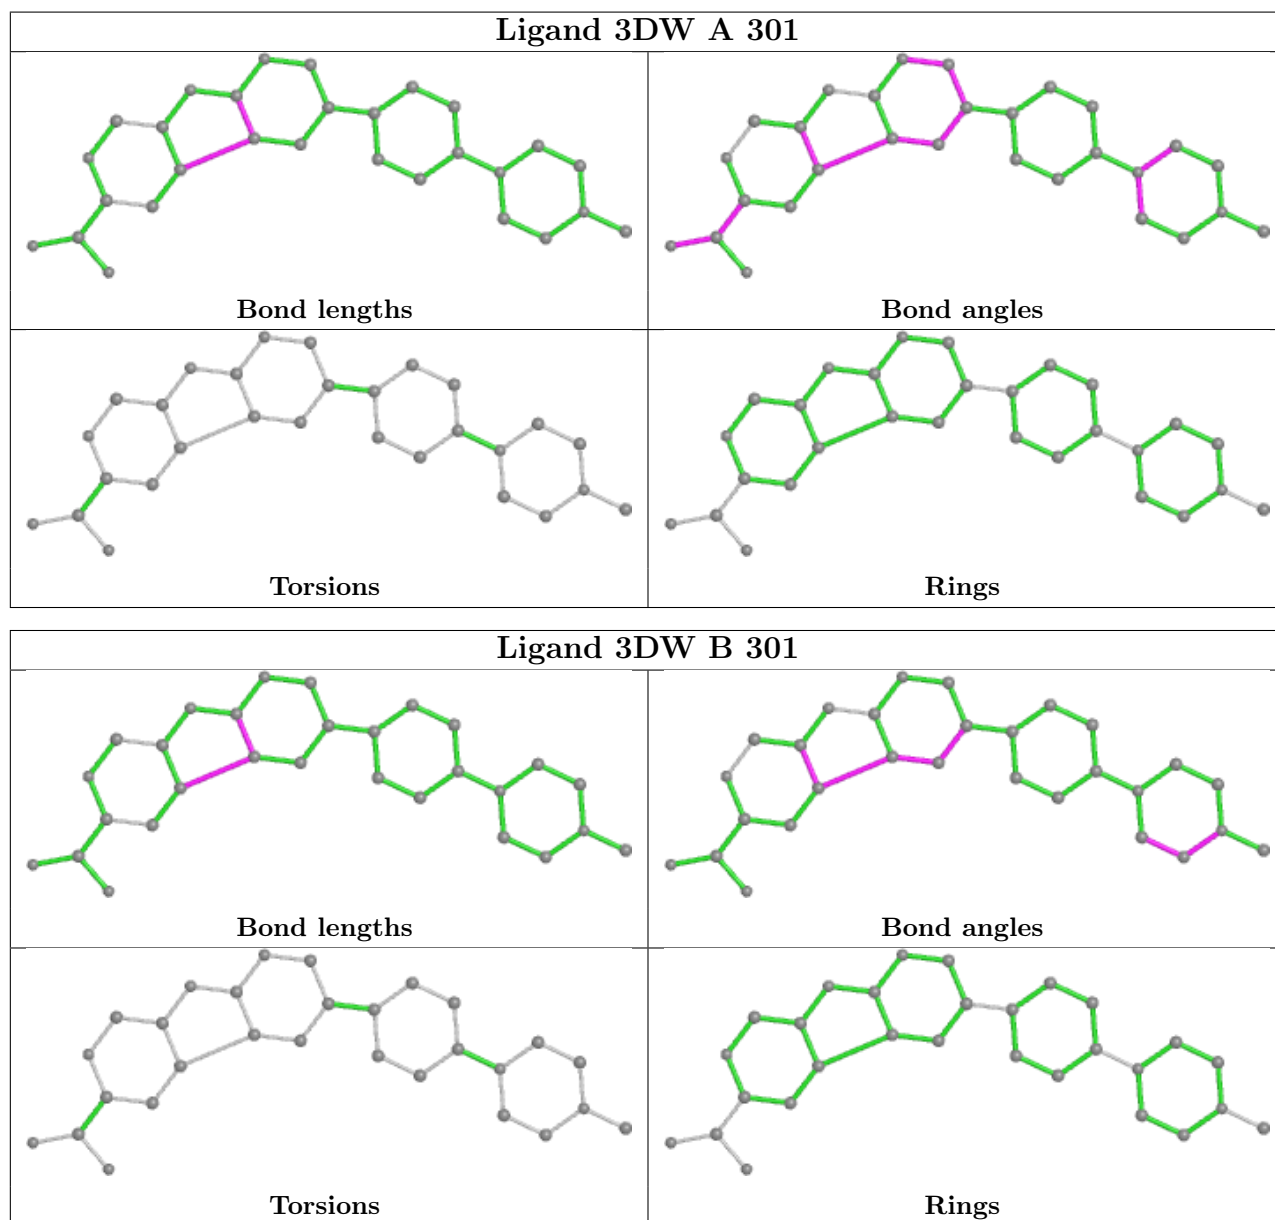 Ligand 3DW A 301
Bond lengths
Bond angles
Torsions
Rings
Ligand 3DW B 301
Bond lengths
Bond angles
Torsions
Rings